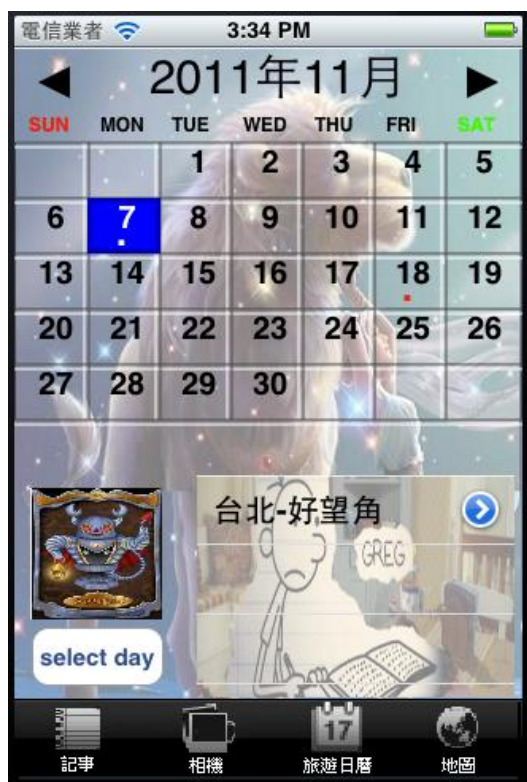 電信業者 3:34 PM
◀ 2011年11月 ▶
SUN MON TUE WED THU FRI SAT
1 2 3 4 5
6 7 8 9 10 11 12
13 14 15 16 17 18 19
20 21 22 23 24 25 26
27 28 29 30
台北-好望角
GREG
select day
17
記事 相機 旅遊日曆 地圖